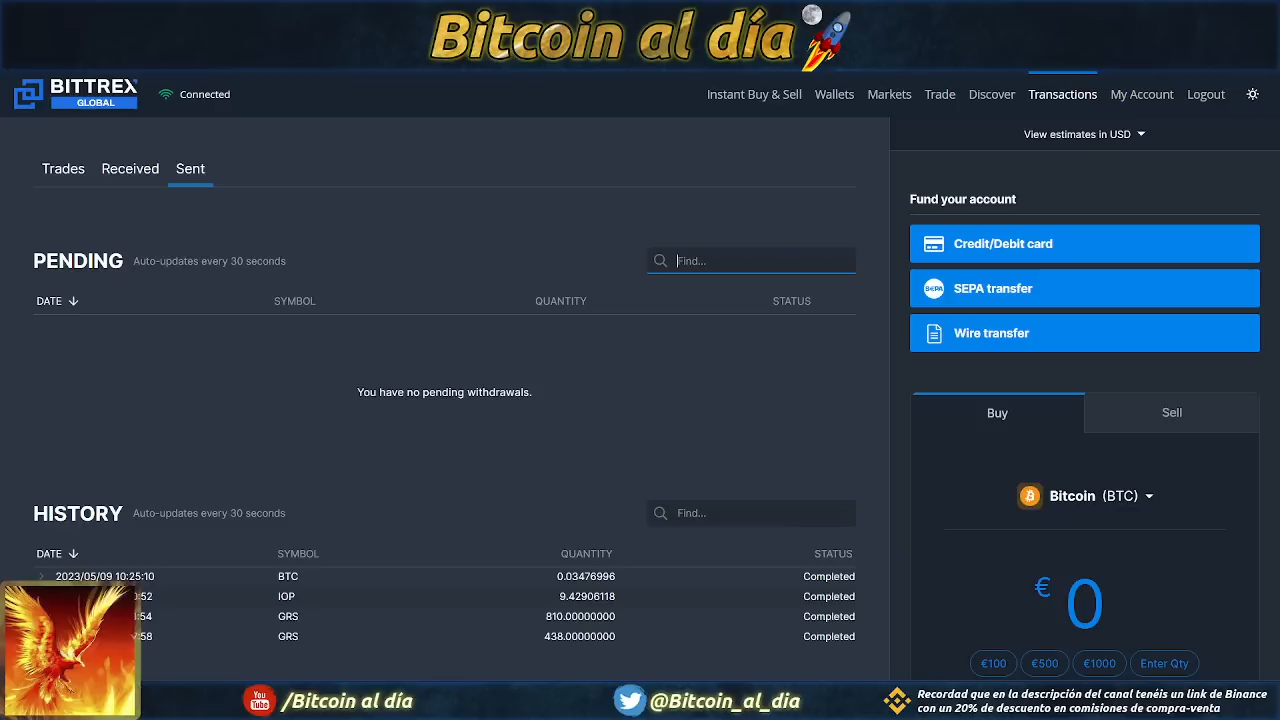 Bitcoin al día
BITTREX
GLOBAL
Connected
Instant Buy & Sell
Wallets
Markets
Trade
Discover
Transactions
My Account
Logout
View estimates in USD
Trades
Received
Sent
PENDING
Auto-updates every 30 seconds
Find...
DATE
SYMBOL
QUANTITY
STATUS
You have no pending withdrawals.
HISTORY
Auto-updates every 30 seconds
Find...
DATE SYMBOL QUANTITY STATUS
2023/05/09 10:25:10 BTC 0.03476996 Completed
:52 IOP 9.42906118 Completed
:54 GRS 810.00000000 Completed
:58 GRS 438.00000000 Completed
Fund your account
Credit/Debit card
SEPA
SEPA transfer
Wire transfer
Buy
Sell
Bitcoin (BTC)
€ 0
€100
€500
€1000
Enter Qty
You
Tube
/Bitcoin al día
@Bitcoin_al_dia
Recordad que en la descripción del canal tenéis un link de Binance
con un 20% de descuento en comisiones de compra-venta